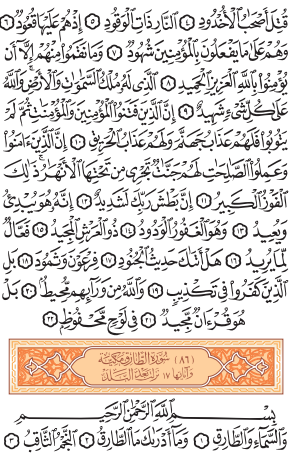 قُتِلَ أَصْحَٰبُ ٱلْأُخْدُودِ ٤ ٱلنَّارِ ذَاتِ ٱلْوَقُودِ ٥ إِذْ هُمْ عَلَيْهَا قُعُودٌ ٦
وَهُمْ عَلَىٰ مَا يَفْعَلُونَ بِٱلْمُؤْمِنِينَ شُهُودٌ ٧ وَمَا نَقَمُوا۟ مِنْهُمْ إِلَّآ أَن
يُؤْمِنُوا۟ بِٱللَّهِ ٱلْعَزِيزِ ٱلْحَمِيدِ ٨ ٱلَّذِى لَهُۥ مُلْكُ ٱلسَّمَٰوَٰتِ وَٱلْأَرْضِ وَٱللَّهُ
عَلَىٰ كُلِّ شَىْءٍ شَهِيدٌ ٩ إِنَّ ٱلَّذِينَ فَتَنُوا۟ ٱلْمُؤْمِنِينَ وَٱلْمُؤْمِنَٰتِ ثُمَّ لَمْ
يَتُوبُوا۟ فَلَهُمْ عَذَابُ جَهَنَّمَ وَلَهُمْ عَذَابُ ٱلْحَرِيقِ ١٠ إِنَّ ٱلَّذِينَ ءَامَنُوا۟
وَعَمِلُوا۟ ٱلصَّٰلِحَٰتِ لَهُمْ جَنَّٰتٌ تَجْرِى مِن تَحْتِهَا ٱلْأَنْهَٰرُ ۚ ذَٰلِكَ
ٱلْفَوْزُ ٱلْكَبِيرُ ١١ إِنَّ بَطْشَ رَبِّكَ لَشَدِيدٌ ١٢ إِنَّهُۥ هُوَ يُبْدِئُ
وَيُعِيدُ ١٣ وَهُوَ ٱلْغَفُورُ ٱلْوَدُودُ ١٤ ذُو ٱلْعَرْشِ ٱلْمَجِيدُ ١٥ فَعَّالٌ
لِّمَا يُرِيدُ ١٦ هَلْ أَتَىٰكَ حَدِيثُ ٱلْجُنُودِ ١٧ فِرْعَوْنَ وَثَمُودَ ١٨ بَلِ
ٱلَّذِينَ كَفَرُوا۟ فِى تَكْذِيبٍ ١٩ وَٱللَّهُ مِن وَرَآئِهِم مُّحِيطٌۢ ٢٠ بَلْ
هُوَ قُرْءَانٌ مَّجِيدٌ ٢١ فِى لَوْحٍ مَّحْفُوظٍۭ ٢٢
(٨٦) سُورَةُ الطَّارِقِ مَكِّيَّةٌ
وَآيَاتُهَا ١٧ نَزَلَتْ بَعْدَ الْبَلَدِ
بِسْمِ ٱللَّهِ ٱلرَّحْمَٰنِ ٱلرَّحِيمِ
وَٱلسَّمَآءِ وَٱلطَّارِقِ ١ وَمَآ أَدْرَىٰكَ مَا ٱلطَّارِقُ ٢ ٱلنَّجْمُ ٱلثَّاقِبُ ٣